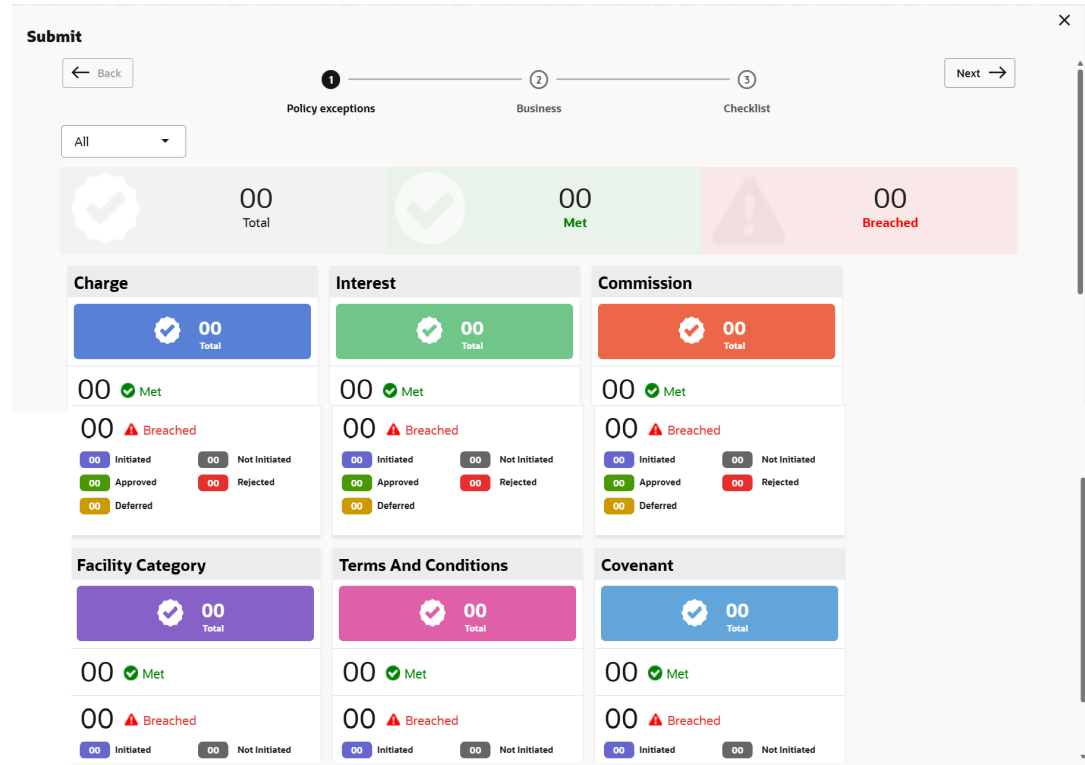 Submit
Back
1
2
3
Next
Policy exceptions
Business
Checklist
All
00
Total
00
Met
00
Breached
Charge
Interest
Commission
00
Total
00
Total
00
Total
00 Met
00 Met
00 Met
00 Breached
00 Breached
00 Breached
00 Initiated 00 Not Initiated
00 Initiated 00 Not Initiated
00 Initiated 00 Not Initiated
00 Approved 00 Rejected
00 Approved 00 Rejected
00 Approved 00 Rejected
00 Deferred
00 Deferred
00 Deferred
Facility Category
Terms And Conditions
Covenant
00
Total
00
Total
00
Total
00 Met
00 Met
00 Met
00 Breached
00 Breached
00 Breached
00 Initiated 00 Not Initiated
00 Initiated 00 Not Initiated
00 Initiated 00 Not Initiated